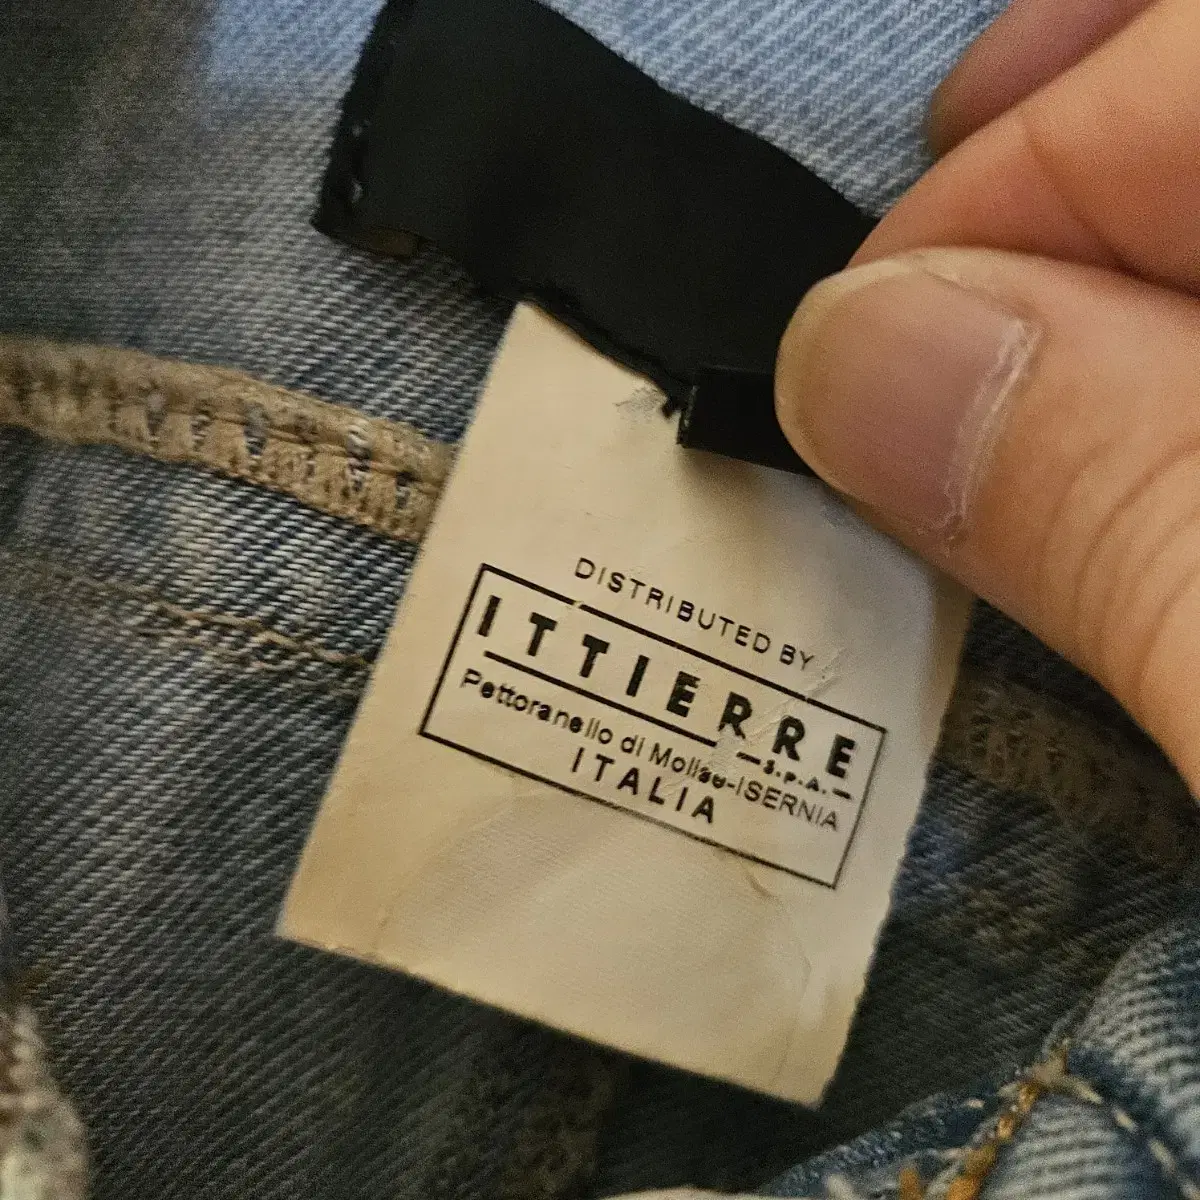 DISTRIBUTED BY
ITTIERRE
S.P.A.
Pettoranello di Molise-ISERNIA
ITALIA